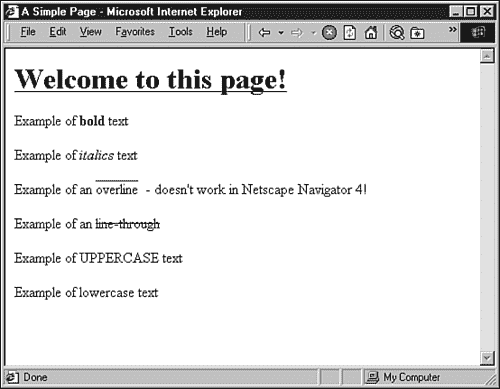 A Simple Page - Microsoft Internet Explorer
File Edit View Favorites Tools Help »
Welcome to this page!
Example of bold text
Example of italics text
Example of an overline - doesn't work in Netscape Navigator 4!
Example of an line-through
Example of UPPERCASE text
Example of lowercase text
Done My Computer